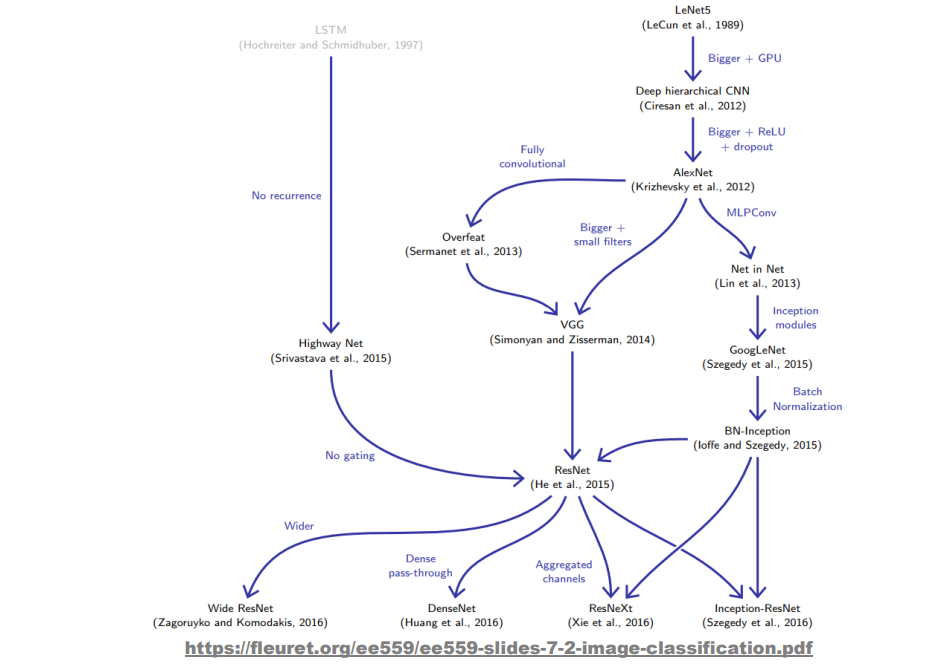 LeNet5
(LeCun et al., 1989)
LSTM
(Hochreiter and Schmidhuber, 1997)
Bigger + GPU
Deep hierarchical CNN
(Ciresan et al., 2012)
Bigger + ReLU
+ dropout
Fully
convolutional
AlexNet
(Krizhevsky et al., 2012)
No recurrence
MLPConv
Bigger +
small filters
Overfeat
(Sermanet et al., 2013)
Net in Net
(Lin et al., 2013)
Inception
modules
VGG
(Simonyan and Zisserman, 2014)
Highway Net
(Srivastava et al., 2015)
GoogLeNet
(Szegedy et al., 2015)
Batch
Normalization
BN-Inception
(Ioffe and Szegedy, 2015)
No gating
ResNet
(He et al., 2015)
Wider
Dense
pass-through
Aggregated
channels
Wide ResNet
(Zagoruyko and Komodakis, 2016)
DenseNet
(Huang et al., 2016)
ResNeXt
(Xie et al., 2016)
Inception-ResNet
(Szegedy et al., 2016)
https://fleuret.org/ee559/ee559-slides-7-2-image-classification.pdf